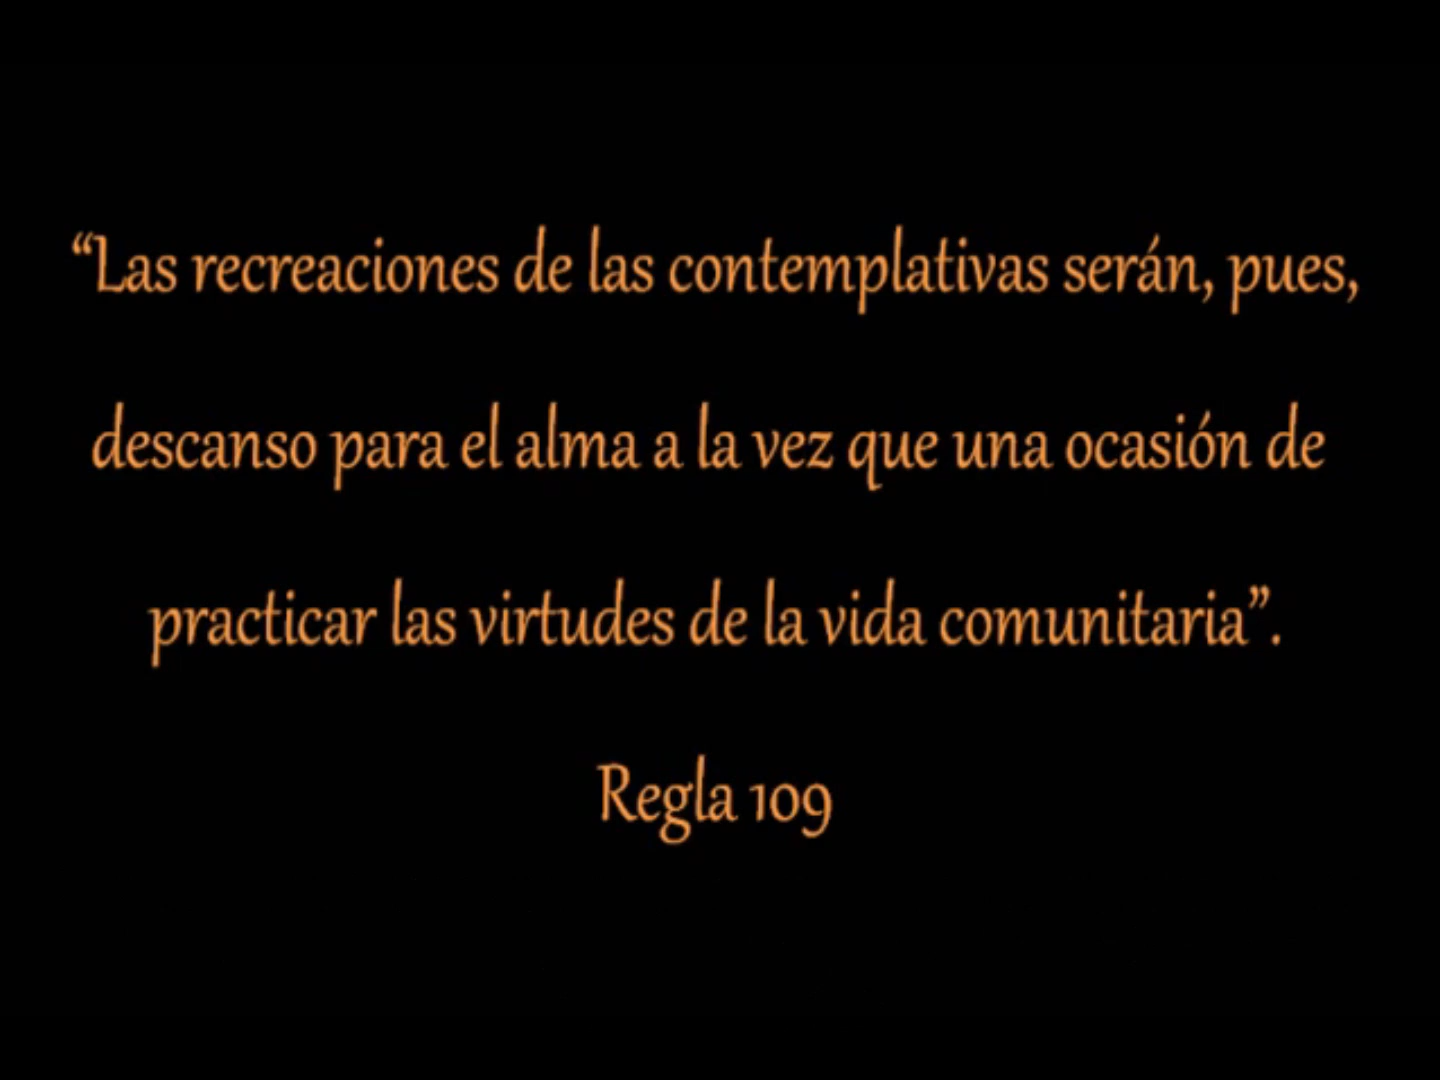 “Las recreaciones de las contemplativas serán, pues,
descanso para el alma a la vez que una ocasión de
practicar las virtudes de la vida comunitaria”.
Regla 109